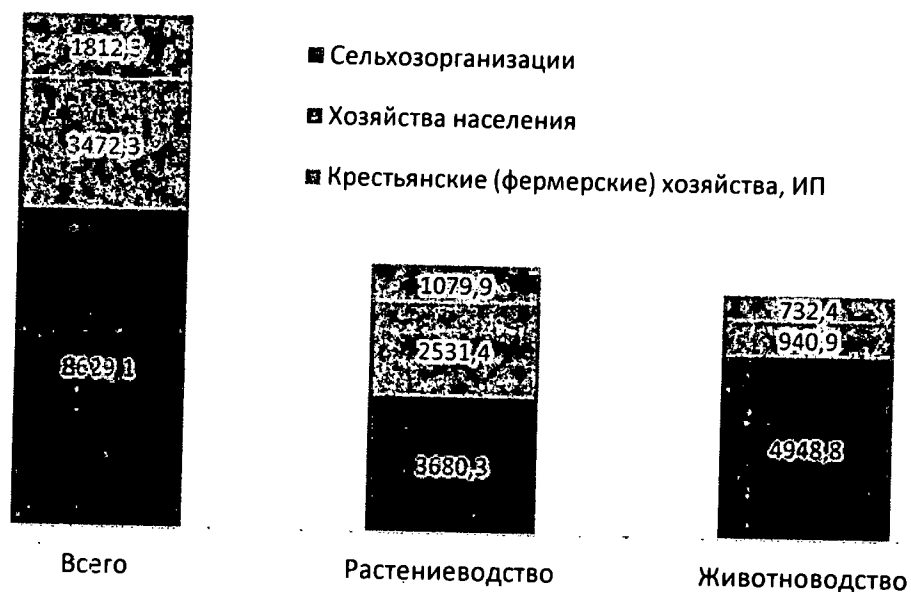 1812,3
3472,3
8629,1
Сельхозорганизации
Хозяйства населения
Крестьянские (фермерские) хозяйства, ИП
1079,9
2531,4
3680,3
732,4
940,9
4948,8
Всего
Растениеводство
Животноводство